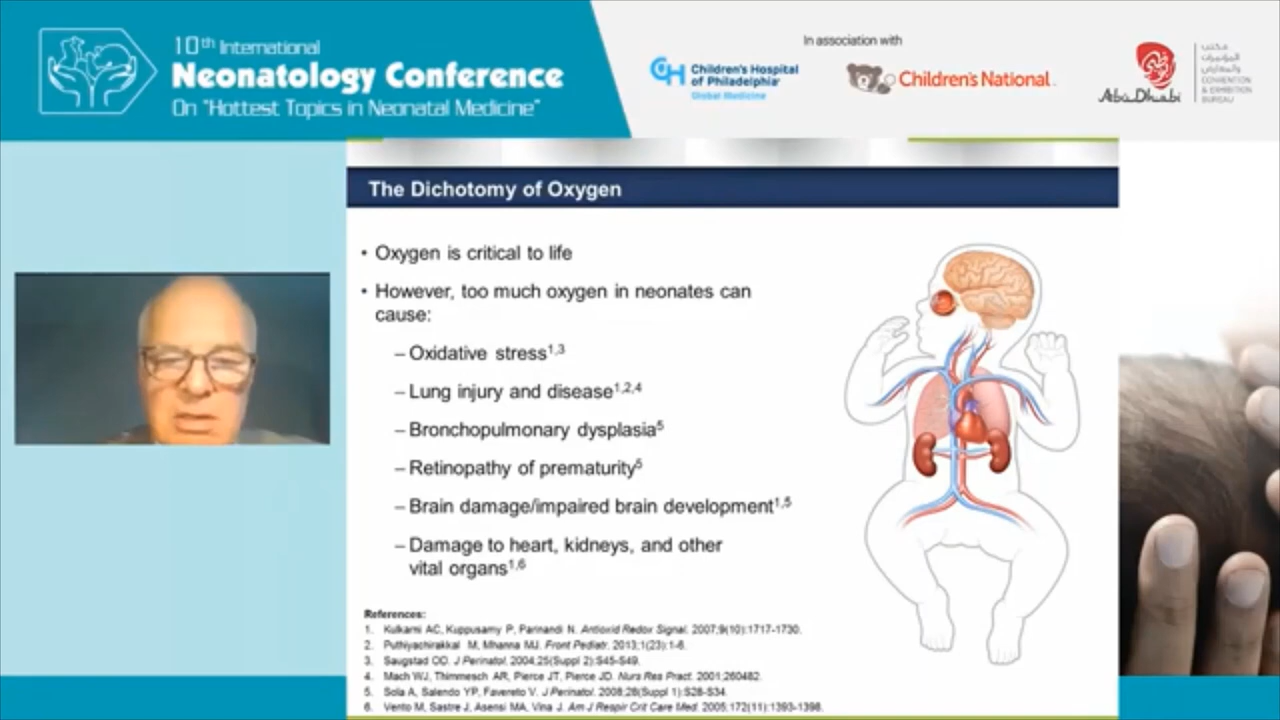 10th International
Neonatology Conference
On "Hottest Topics in Neonatal Medicine"
In association with
Children's Hospital
of Philadelphia
Global Medicine
Children's National
Abu Dhabi
CONVENTION
& EXHIBITION
BUREAU
The Dichotomy of Oxygen
• Oxygen is critical to life
• However, too much oxygen in neonates can
cause:
– Oxidative stress1,3
– Lung injury and disease1,2,4
– Bronchopulmonary dysplasia5
– Retinopathy of prematurity5
– Brain damage/impaired brain development1,5
– Damage to heart, kidneys, and other
vital organs1,6
References:
1. Kulkarni AC, Kuppusamy P, Parinandi N. Antioxid Redox Signal. 2007;9(10):1717-1730.
2. Puthiyachirakkal M, Mhanna MJ. Front Pediatr. 2013;1(23):1-6.
3. Saugstad OD. J Perinatol. 2004;25(Suppl 2):S45-S49.
4. Mach WJ, Thimmesch AR, Pierce JT, Pierce JD. Nurs Res Pract. 2001;260482.
5. Sola A, Salendo YP, Favereto V. J Perinatol. 2008;28(Suppl 1):S28-S34.
6. Vento M, Sastre J, Asensi MA, Vina J. Am J Respir Crit Care Med. 2005;172(11):1393-1398.